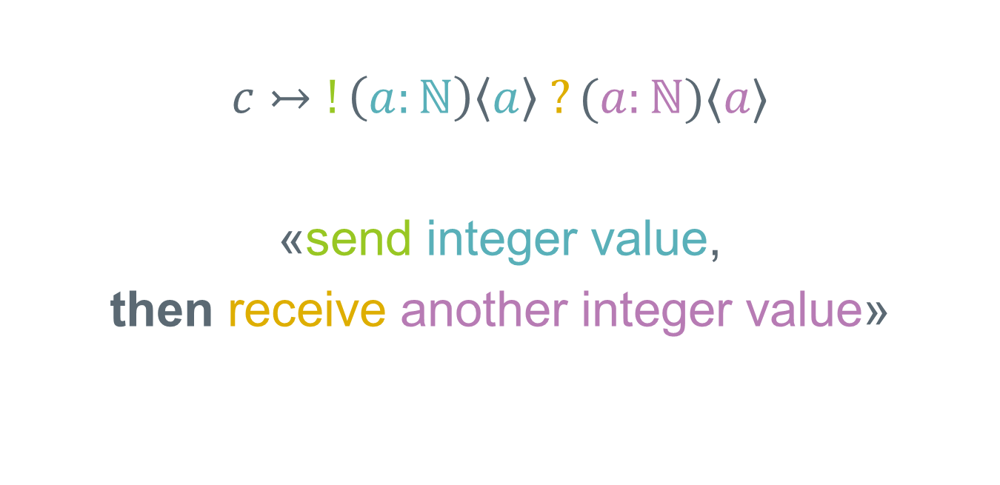 c ↣ ! (a: ℕ)⟨a⟩ ? (a: ℕ)⟨a⟩
«send integer value,
then receive another integer value»